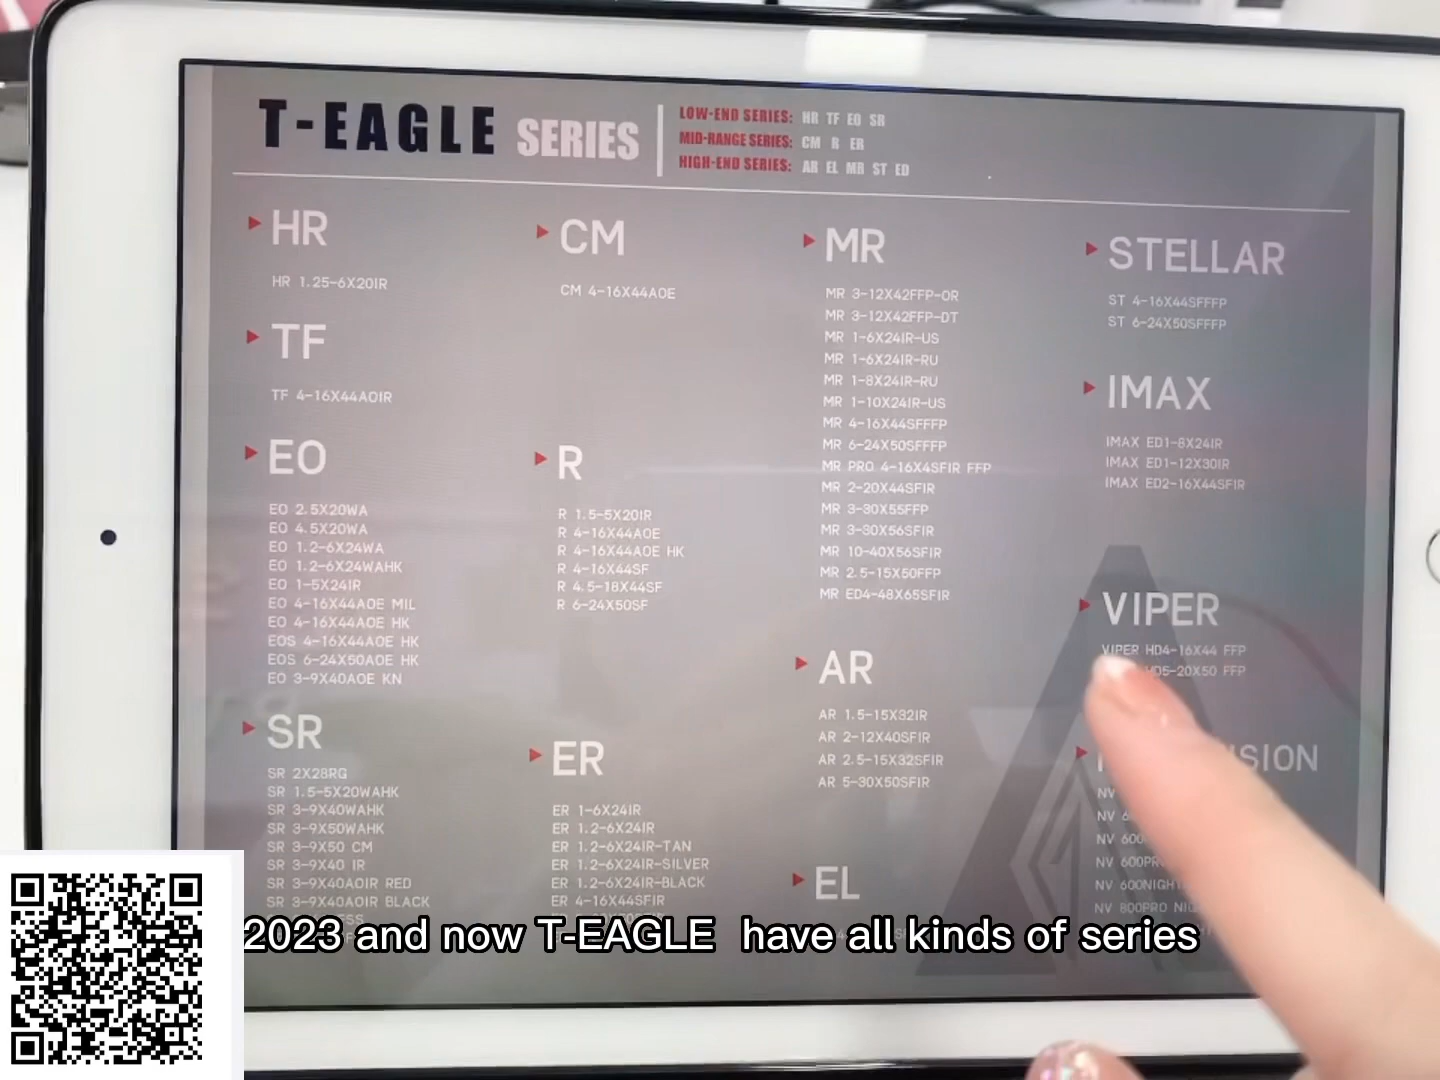 T-EAGLE SERIES
LOW-END SERIES: HR TF EO SR
MID-RANGE SERIES: CM R ER
HIGH-END SERIES: AR EL MR ST ED
HR
HR 1.25-6X20IR
TF
TF 4-16X44AOIR
EO
EO 2.5X20WA
EO 4.5X20WA
EO 1.2-6X24WA
EO 1.2-6X24WAHK
EO 1-5X24IR
EO 4-16X44AOE MIL
EO 4-16X44AOE HK
EOS 4-16X44AOE HK
EOS 6-24X50AOE HK
EO 3-9X40AOE KN
SR
SR 2X28RG
SR 1.5-5X20WAHK
SR 3-9X40WAHK
SR 3-9X50WAHK
SR 3-9X50 CM
SR 3-9X40 IR
SR 3-9X40AOIR RED
SR 3-9X40AOIR BLACK
CM
CM 4-16X44AOE
R
R 1.5-5X20IR
R 4-16X44AOE
R 4-16X44AOE HK
R 4-16X44SF
R 4.5-18X44SF
R 6-24X50SF
ER
ER 1-6X24IR
ER 1.2-6X24IR
ER 1.2-6X24IR-TAN
ER 1.2-6X24IR-SILVER
ER 1.2-6X24IR-BLACK
ER 4-16X44SFIR
MR
MR 3-12X42FFP-OR
MR 3-12X42FFP-DT
MR 1-6X24IR-US
MR 1-6X24IR-RU
MR 1-8X24IR-RU
MR 1-10X24IR-US
MR 4-16X44SFFFP
MR 6-24X50SFFFP
MR PRO 4-16X4SFIR FFP
MR 2-20X44SFIR
MR 3-30X55FFP
MR 3-30X56SFIR
MR 10-40X56SFIR
MR 2.5-15X50FFP
MR ED4-48X65SFIR
AR
AR 1.5-15X32IR
AR 2-12X40SFIR
AR 2.5-15X32SFIR
AR 5-30X50SFIR
EL
STELLAR
ST 4-16X44SFFFP
ST 6-24X50SFFFP
IMAX
IMAX ED1-8X24IR
IMAX ED1-12X30IR
IMAX ED2-16X44SFIR
VIPER
VIPER HD4-16X44 FFP
HD5-20X50 FFP
NV
NV
NV
NV
NV 600NIGHT
NV 800PRO
2023 and now T-EAGLE have all kinds of series